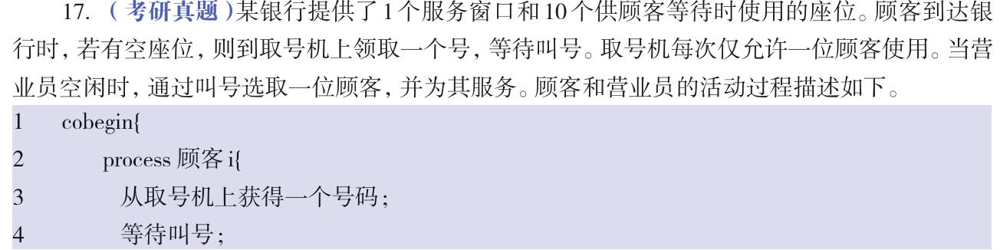 17. （考研真题）某银行提供了1个服务窗口和10个供顾客等待时使用的座位。顾客到达银
行时，若有空座位，则到取号机上领取一个号，等待叫号。取号机每次仅允许一位顾客使用。当营
业员空闲时，通过叫号选取一位顾客，并为其服务。顾客和营业员的活动过程描述如下。
1 cobegin{
2 process 顾客i{
3 从取号机上获得一个号码；
4 等待叫号；